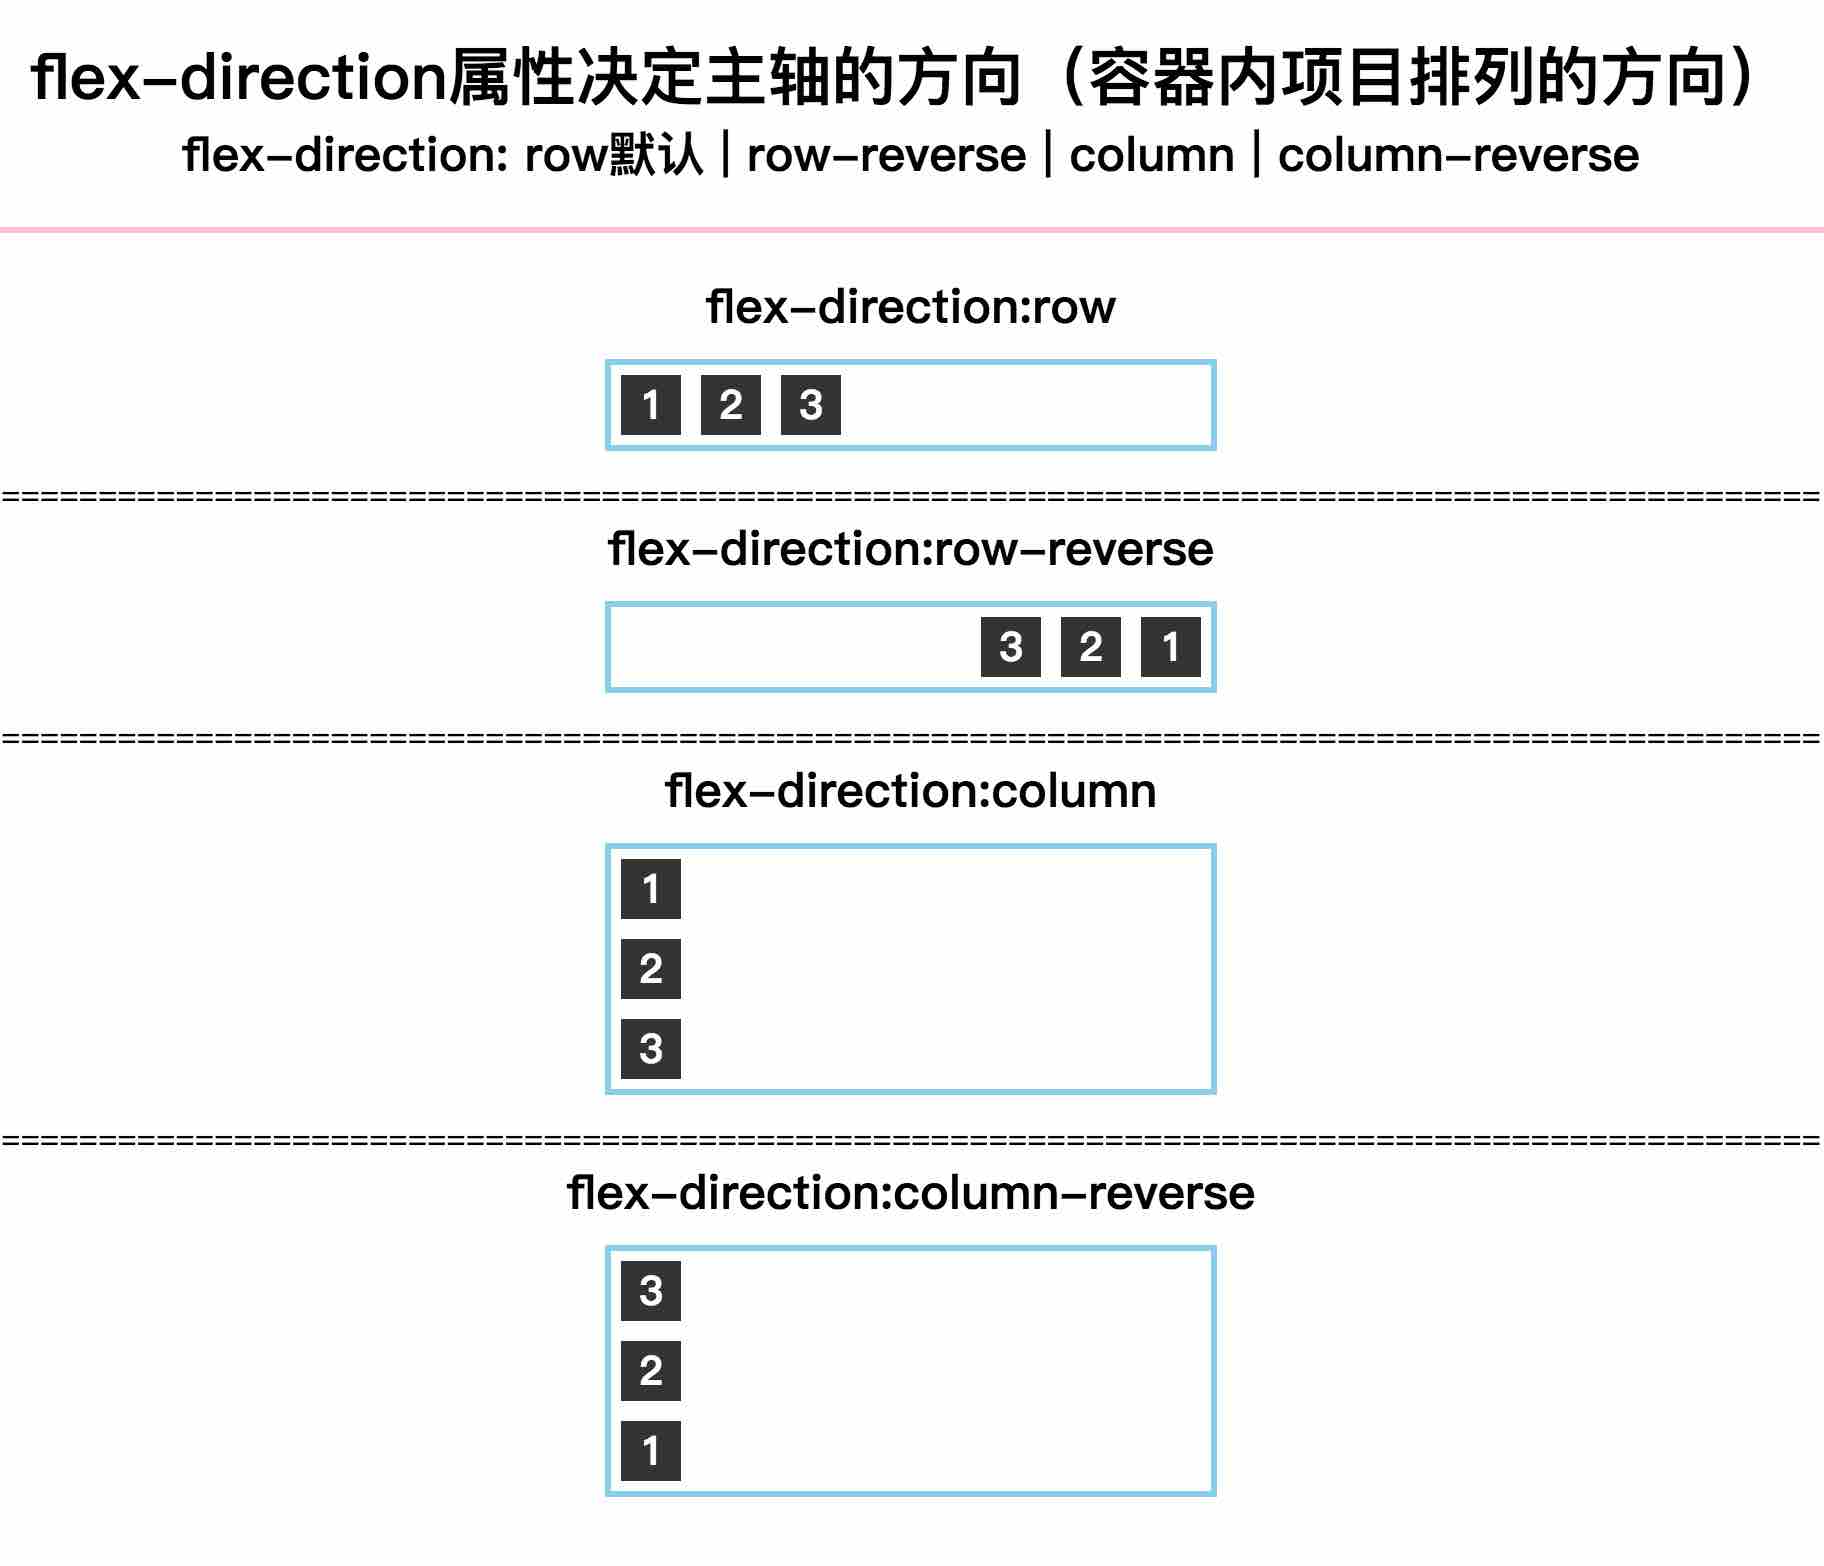 flex-direction属性决定主轴的方向（容器内项目排列的方向）
flex-direction: row默认 | row-reverse | column | column-reverse
flex-direction:row
1 2 3
==============================================================================================
flex-direction:row-reverse
3 2 1
==============================================================================================
flex-direction:column
1
2
3
==============================================================================================
flex-direction:column-reverse
3
2
1